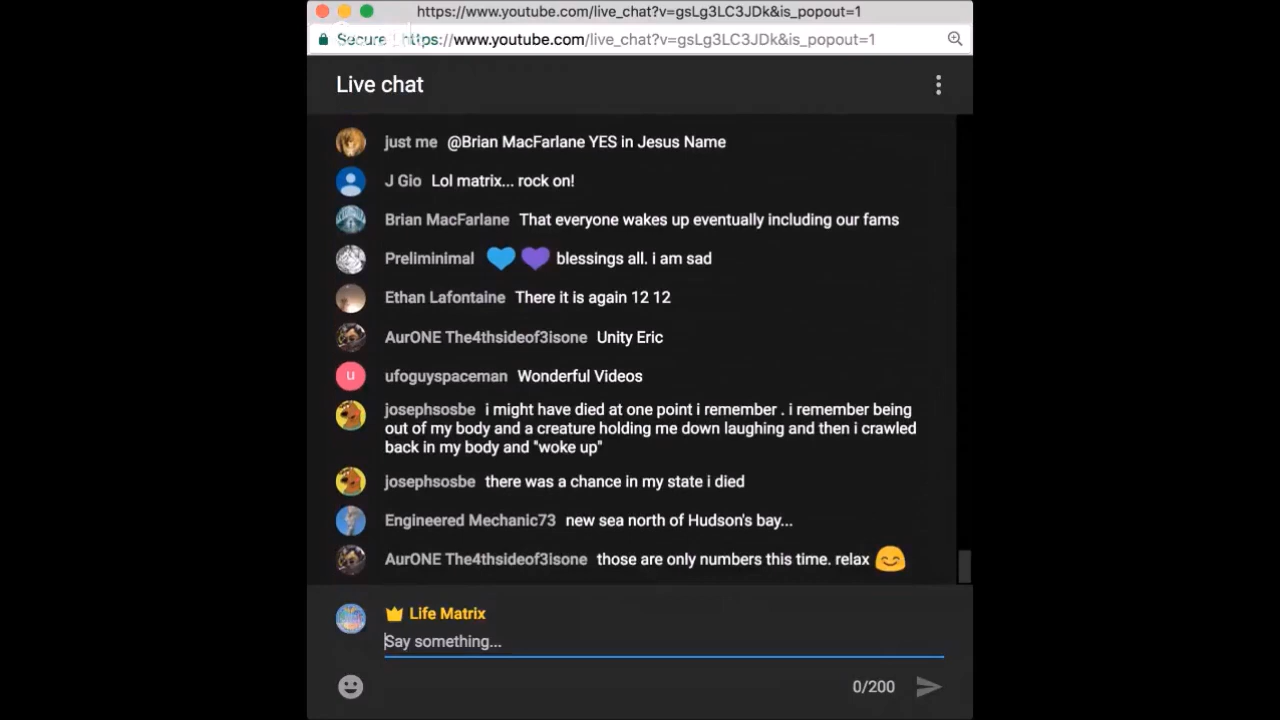 https://www.youtube.com/live_chat?v=gsLg3LC3JDk&is_popout=1
Secure https://www.youtube.com/live_chat?v=gsLg3LC3JDk&is_popout=1
Live chat
just me @Brian MacFarlane YES in Jesus Name
J Gio Lol matrix... rock on!
Brian MacFarlane That everyone wakes up eventually including our fams
Preliminimal 💙 💜 blessings all. i am sad
Ethan Lafontaine There it is again 12 12
AurONE The4thsideof3isone Unity Eric
u ufoguyspaceman Wonderful Videos
josephsosbe i might have died at one point i remember . i remember being
out of my body and a creature holding me down laughing and then i crawled
back in my body and "woke up"
josephsosbe there was a chance in my state i died
Engineered Mechanic73 new sea north of Hudson's bay...
AurONE The4thsideof3isone those are only numbers this time. relax 😊
Life Matrix
Say something...
0/200